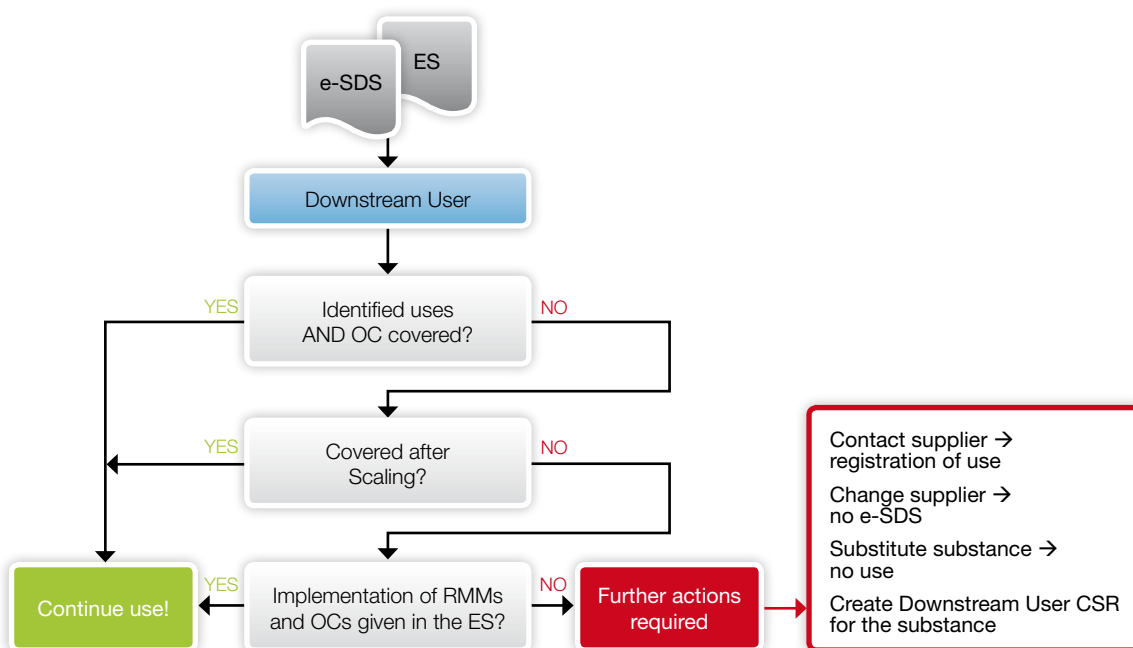 ES
e-SDS
Downstream User
YES
Identified uses
AND OC covered?
NO
YES
Covered after
Scaling?
NO
Continue use!
YES
Implementation of RMMs
and OCs given in the ES?
NO
Further actions
required
Contact supplier →
registration of use
Change supplier →
no e-SDS
Substitute substance →
no use
Create Downstream User CSR
for the substance